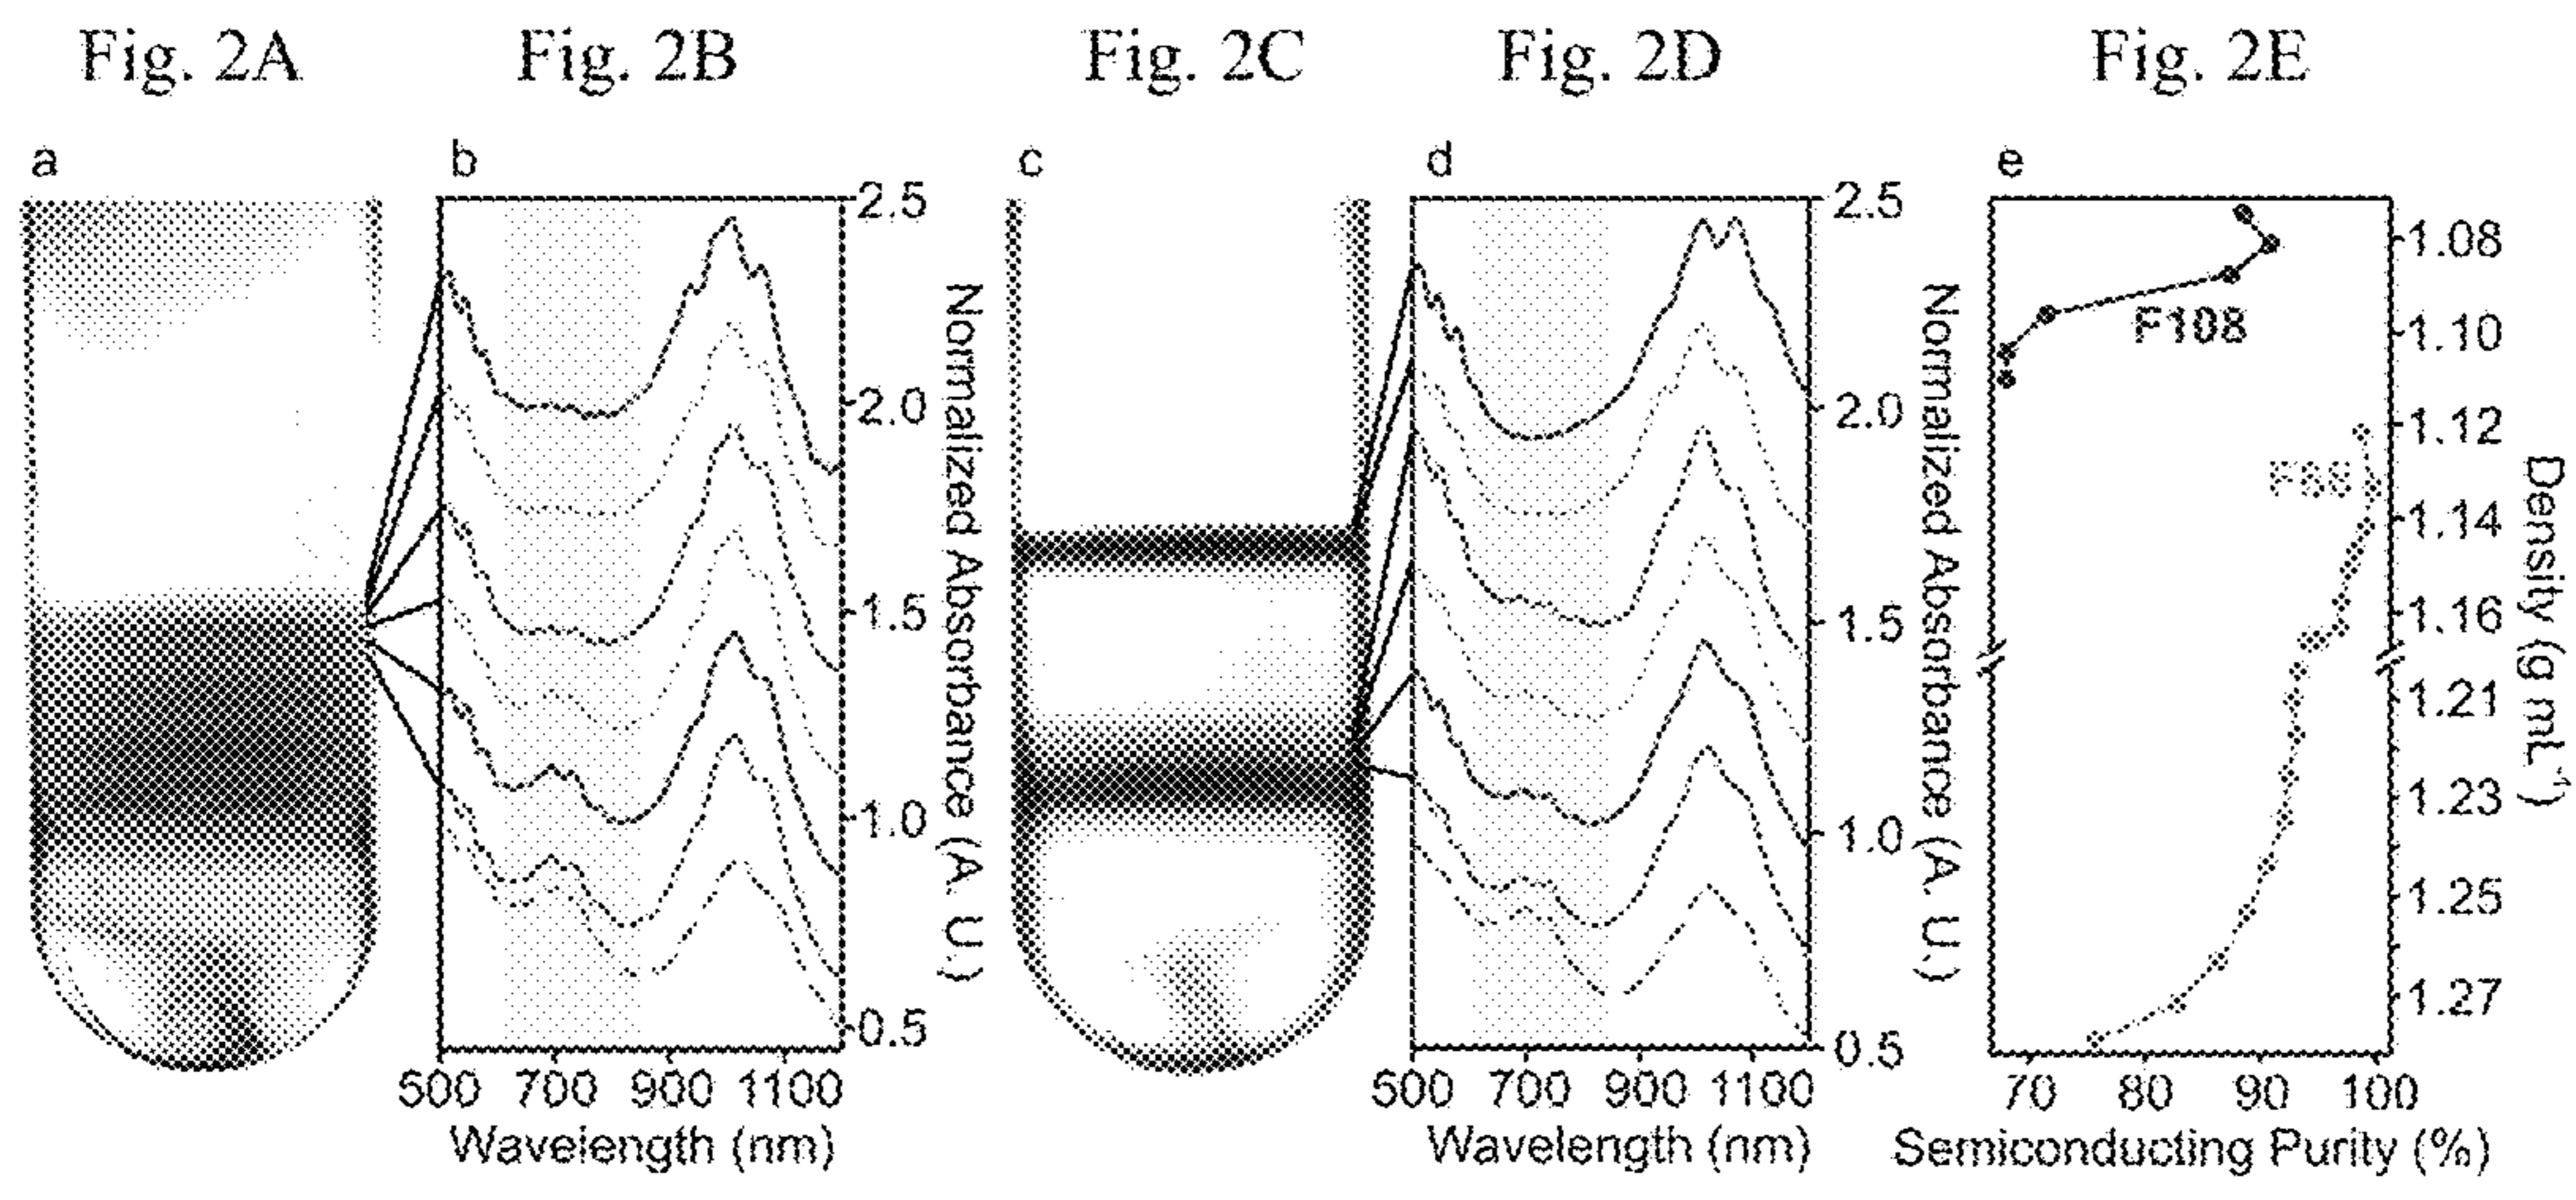 Fig. 2A Fig. 2B Fig. 2C Fig. 2D Fig. 2E
a b c d e
2.5
2.0
1.5
1.0
0.5
Normalized Absorbance (A. U.)
500 700 900 1100
Wavelength (nm)
2.5
2.0
1.5
1.0
0.5
Normalized Absorbance (A. U.)
500 700 900 1100
Wavelength (nm)
F108
F68
1.08
1.10
1.12
1.14
1.16
1.21
1.23
1.25
1.27
Density (g mL⁻¹)
70 80 90 100
Semiconducting Purity (%)